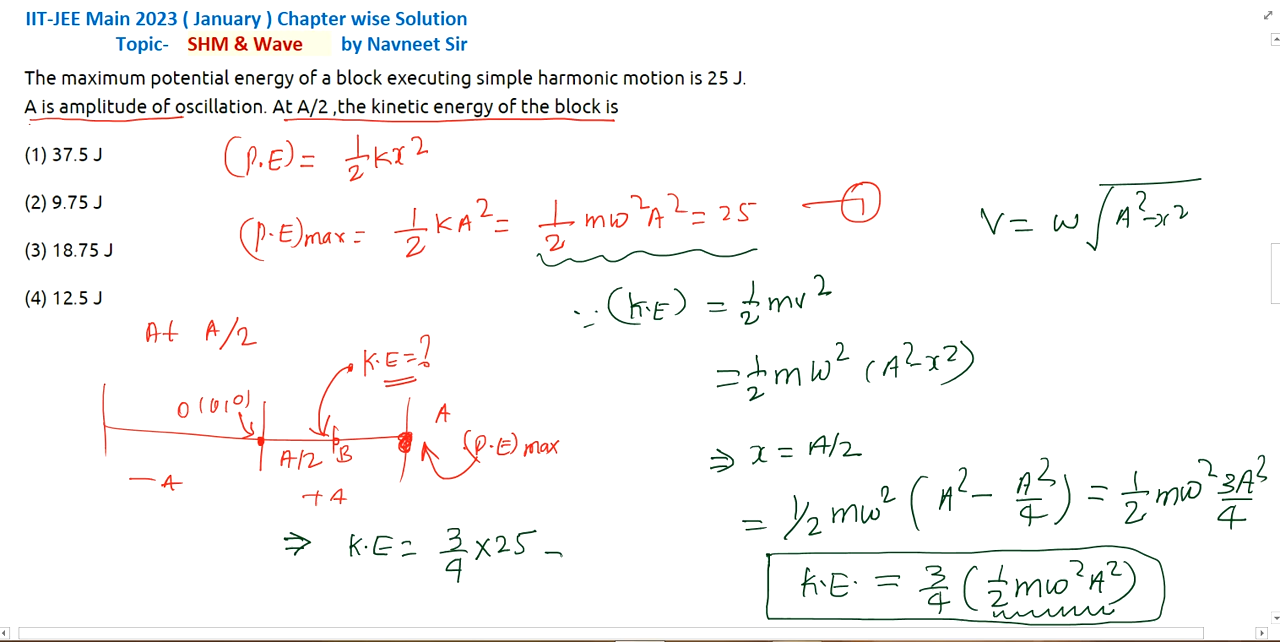 IIT-JEE Main 2023 ( January ) Chapter wise Solution
Topic- SHM & Wave by Navneet Sir
The maximum potential energy of a block executing simple harmonic motion is 25 J.
A is amplitude of oscillation. At A/2 ,the kinetic energy of the block is
(1) 37.5 J
(2) 9.75 J
(3) 18.75 J
(4) 12.5 J
(P.E) = 1/2 kx²
(P.E)max = 1/2 kA² = 1/2 mω²A² = 25 — ①
V = ω√(A²-x²)
∵ (K.E) = 1/2 mv²
= 1/2 mω² (A²-x²)
At A/2
K.E = ?
O(0,0)
A
A/2 B
(P.E) max
-A
+A
⇒ x = A/2
= 1/2 mω² (A² - A²/4) = 1/2 mω² 3A²/4
⇒ K.E = 3/4 × 25 -
K.E. = 3/4 (1/2 mω²A²)